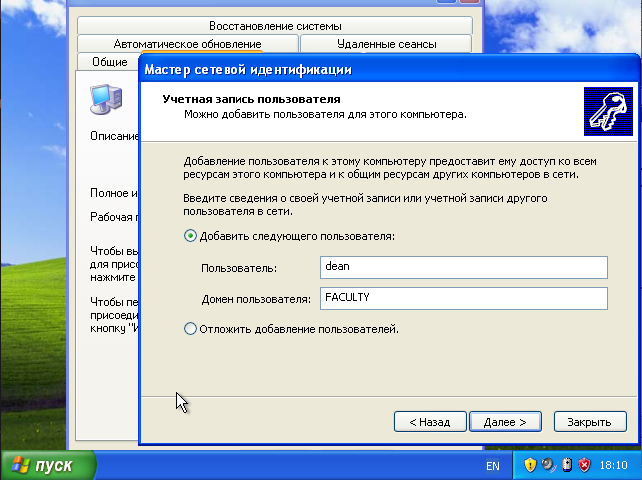 Восстановление системы
Автоматическое обновление
Удаленные сеансы
Общие
Описание
Полное и
Рабочая г
Чтобы вы
для присо
нажмите
Чтобы пе
присоеди
кнопку "И
Мастер сетевой идентификации
Учетная запись пользователя
Можно добавить пользователя для этого компьютера.
Добавление пользователя к этому компьютеру предоставит ему доступ ко всем
ресурсам этого компьютера и к общим ресурсам других компьютеров в сети.
Введите сведения о своей учетной записи или учетной записи другого
пользователя в сети.
Добавить следующего пользователя:
Пользователь:
dean
Домен пользователя:
FACULTY
Отложить добавление пользователей.
< Назад
Далее >
Закрыть
пуск
EN
18:10